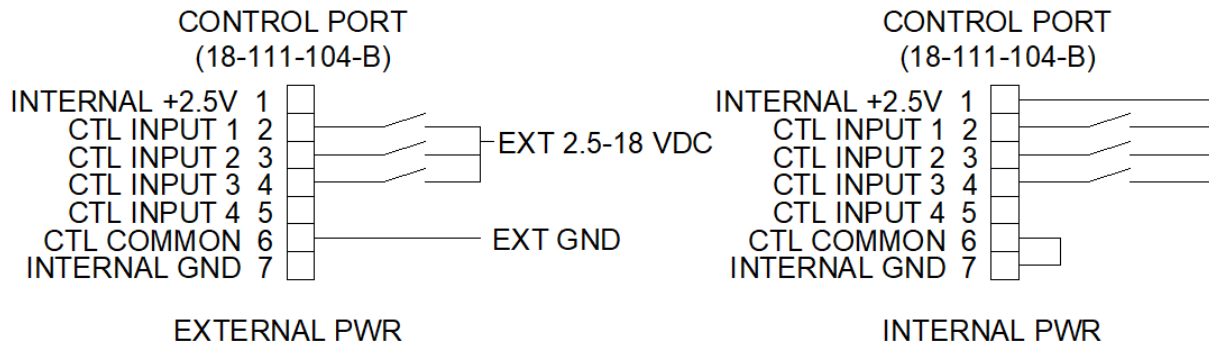 CONTROL PORT
(18-111-104-B)
INTERNAL +2.5V 1
CTL INPUT 1 2
CTL INPUT 2 3
CTL INPUT 3 4
CTL INPUT 4 5
CTL COMMON 6
INTERNAL GND 7
EXT 2.5-18 VDC
EXT GND
EXTERNAL PWR
CONTROL PORT
(18-111-104-B)
INTERNAL +2.5V 1
CTL INPUT 1 2
CTL INPUT 2 3
CTL INPUT 3 4
CTL INPUT 4 5
CTL COMMON 6
INTERNAL GND 7
INTERNAL PWR